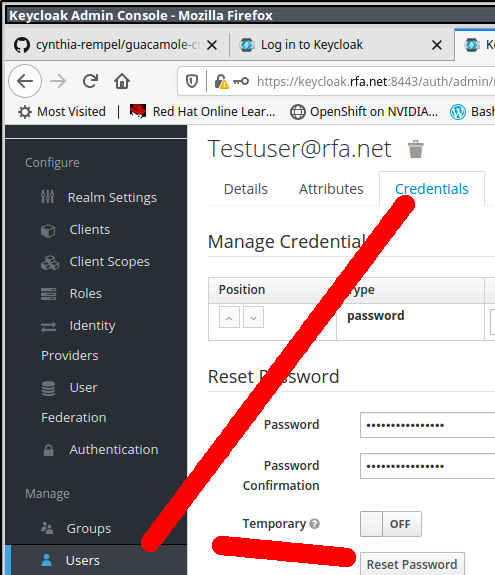 Keycloak Admin Console - Mozilla Firefox
cynthia-rempel/guacamole-c
Log in to Keycloak
https://keycloak.rfa.net:8443/auth/admin/
Most Visited
Red Hat Online Lear...
OpenShift on NVIDIA...
Bash
Configure
Testuser@rfa.net
Realm Settings
Details
Attributes
Credentials
Clients
Client Scopes
Manage Credential
Roles
Position
Type
Identity
Providers
password
User
Federation
Reset Password
Authentication
Password
••••••••••••••••
Password
Confirmation
••••••••••••••••
Manage
Groups
Temporary
OFF
Users
Reset Password